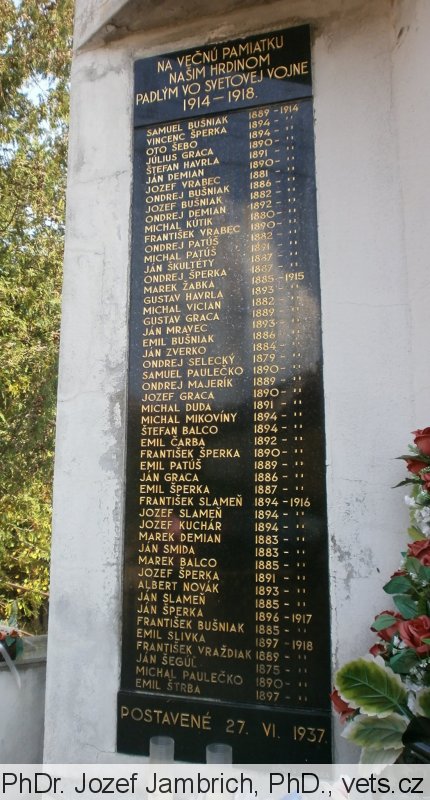 NA VEČNÚ PAMIATKU
NAŠIM HRDINOM
PADLÝM VO SVETOVEJ VOJNE
1914–1918.
SAMUEL BUŠNIAK 1889-1914
VINCENC ŠPERKA 1894-"
OTO ŠEBO 1894-"
JÚLIUS GRACA 1890-"
ŠTEFAN HAVRLA 1891-"
JÁN DEMIAN 1890-"
JOZEF VRABEC 1881-"
ONDREJ BUŠNIAK 1886-"
JOZEF BUŠNIAK 1882-"
ONDREJ DEMIAN 1892-"
MICHAL KÚTIK 1880-"
FRANTIŠEK VRABEC 1890-"
ONDREJ PATÚŠ 1882-"
MICHAL PATÚŠ 1891-"
JÁN ŠKULTÉTY 1887-"
ONDREJ ŠPERKA 1887-"
MAREK ŽABKA 1885-1915
GUSTAV HAVRLA 1893-"
MICHAL VICIAN 1882-"
GUSTAV GRACA 1889-"
JÁN MRAVEC 1893-"
EMIL BUŠNIAK 1886-"
JÁN ZVERKO 1884-"
ONDREJ SELECKÝ 1879-"
SAMUEL PAULEČKO 1890-"
ONDREJ MAJERÍK 1889-"
JOZEF GRACA 1890-"
MICHAL DUDA 1891-"
MICHAL MIKOVÍNY 1894-"
ŠTEFAN BALCO 1894-"
EMIL ČARBA 1892-"
FRANTIŠEK ŠPERKA 1890-"
EMIL PATÚŠ 1889-"
JÁN GRACA 1886-"
EMIL ŠPERKA 1887-"
FRANTIŠEK SLAMEŇ 1894-1916
JOZEF SLAMEŇ 1894-"
JOZEF KUCHÁR 1894-"
MAREK DEMIAN 1883-"
JÁN SMIDA 1883-"
MAREK BALCO 1885-"
JOZEF ŠPERKA 1891-"
ALBERT NOVÁK 1893-"
JÁN SLAMEŇ 1885-"
JÁN ŠPERKA 1896-1917
FRANTIŠEK BUŠNIAK 1885-"
EMIL SLIVKA 1897-1918
FRANTIŠEK VRAŽDIAK 1889-"
JÁN ŠEGUĽ 1875-"
MICHAL PAULEČKO 1890-"
EMIL ŠTRBA 1897-"
POSTAVENÉ 27. VI. 1937.
PhDr. Jozef Jambrich, PhD., vets.cz